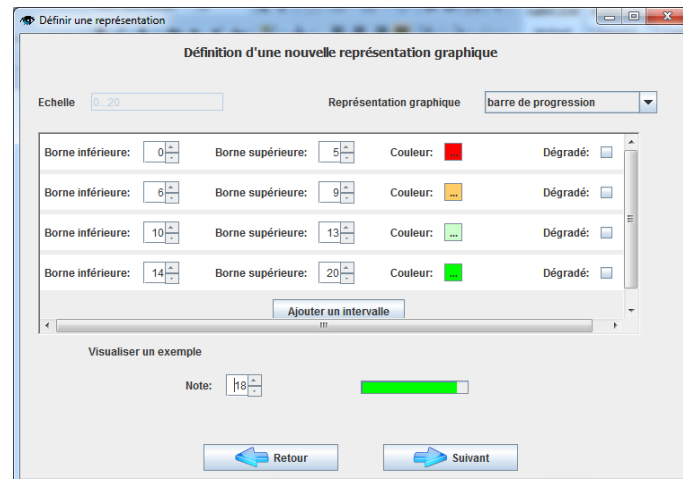 Définir une représentation
Définition d'une nouvelle représentation graphique
Echelle 0...20 Représentation graphique barre de progression
Borne inférieure: 0 Borne supérieure: 5 Couleur: ... Dégradé:
Borne inférieure: 6 Borne supérieure: 9 Couleur: ... Dégradé:
Borne inférieure: 10 Borne supérieure: 13 Couleur: ... Dégradé:
Borne inférieure: 14 Borne supérieure: 20 Couleur: ... Dégradé:
Ajouter un intervalle
Visualiser un exemple
Note: 18
Retour Suivant